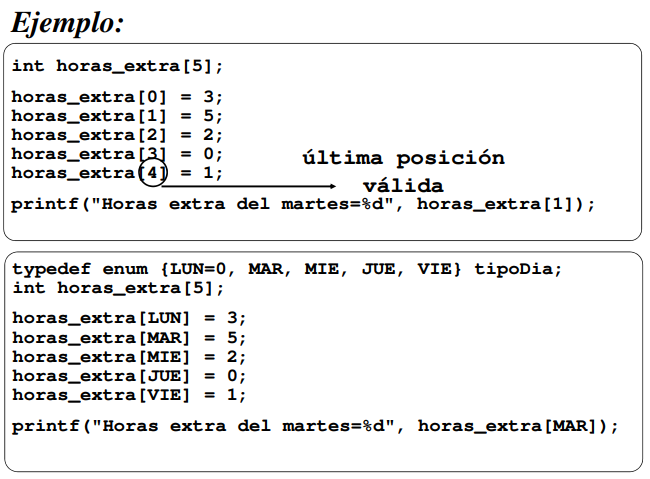 Ejemplo:
int horas_extra[5];
horas_extra[0] = 3;
horas_extra[1] = 5;
horas_extra[2] = 2;
horas_extra[3] = 0;
horas_extra[4] = 1;
última posición
válida
printf("Horas extra del martes=%d", horas_extra[1]);
typedef enum {LUN=0, MAR, MIE, JUE, VIE} tipoDia;
int horas_extra[5];
horas_extra[LUN] = 3;
horas_extra[MAR] = 5;
horas_extra[MIE] = 2;
horas_extra[JUE] = 0;
horas_extra[VIE] = 1;
printf("Horas extra del martes=%d", horas_extra[MAR]);